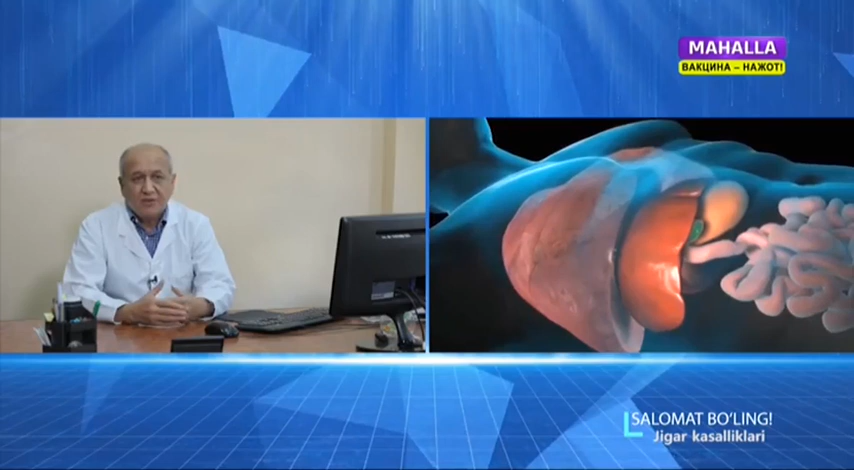 MAHALLA
ВАКЦИНА – НАЖОТ!
SALOMAT BO'LING!
Jigar kasalliklari